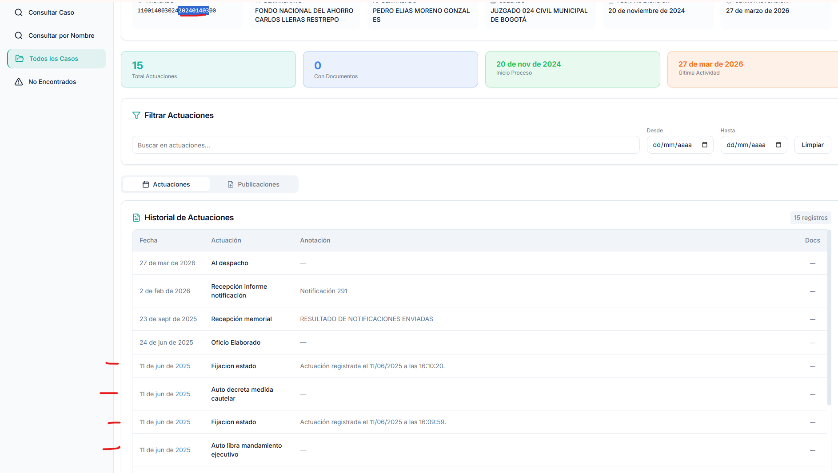 Consultar Caso
Consultar por Nombre
Todos los Casos
No Encontrados
FONDO NACIONAL DEL AHORRO
CARLOS LLERAS RESTREPO
PEDRO ELIAS MORENO GONZAL
ES
JUZGADO 024 CIVIL MUNICIPAL
DE BOGOTÁ
20 de noviembre de 2024
27 de marzo de 2026
15
Total Actuaciones
0
Con Documentos
20 de nov de 2024
Inicio Proceso
27 de mar de 2026
Última Actividad
Filtrar Actuaciones
Desde
Hasta
Buscar en actuaciones...
dd/mm/aaaa
dd/mm/aaaa
Limpiar
Actuaciones
Publicaciones
Historial de Actuaciones
15 registros
Fecha Actuación Anotación Docs
27 de mar de 2026 Al despacho — —
2 de feb de 2026 Recepción informe
notificación Notificación 291 —
23 de sept de 2025 Recepción memorial RESULTADO DE NOTIFICACIONES ENVIADAS —
24 de jun de 2025 Oficio Elaborado — —
11 de jun de 2025 Fijacion estado Actuación registrada el 11/06/2025 a las 16:10:20. —
11 de jun de 2025 Auto decreta medida
cautelar — —
11 de jun de 2025 Fijacion estado Actuación registrada el 11/06/2025 a las 16:09:59. —
11 de jun de 2025 Auto libra mandamiento
ejecutivo — —